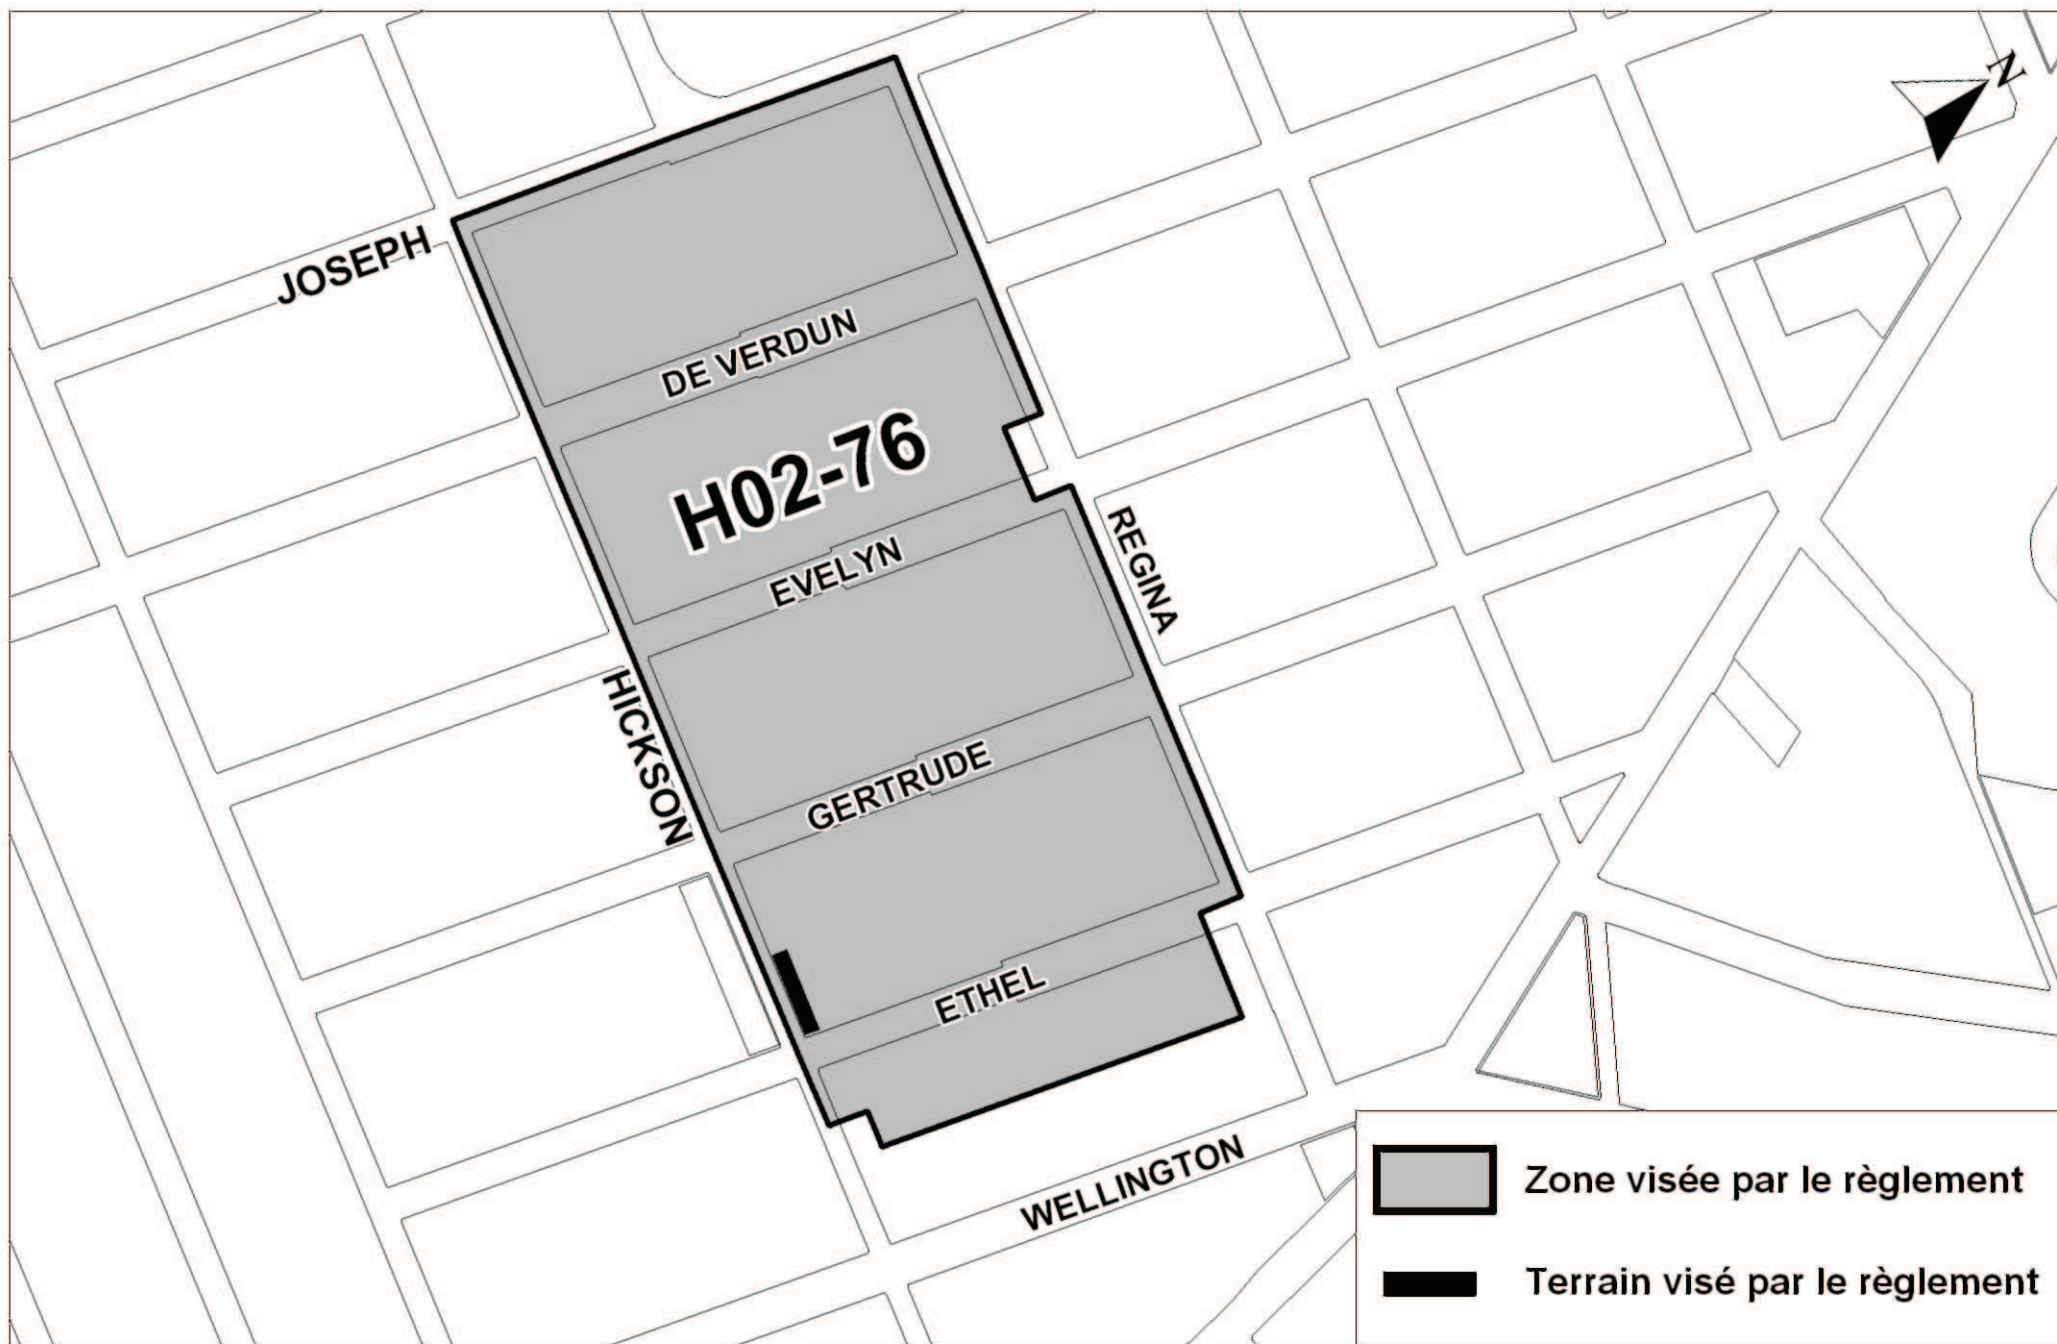 N
JOSEPH
DE VERDUN
H02-76
EVELYN
REGINA
HICKSON
GERTRUDE
ETHEL
WELLINGTON
Zone visée par le règlement
Terrain visé par le règlement